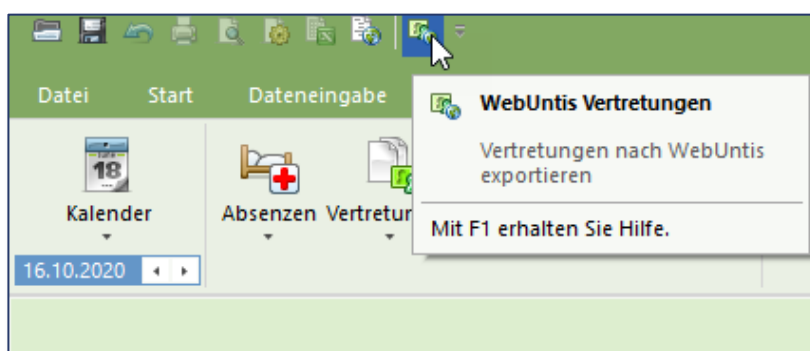 Datei Start Dateneingabe
WebUntis Vertretungen
Vertretungen nach WebUntis
exportieren
Mit F1 erhalten Sie Hilfe.
18
Kalender
Absenzen
16.10.2020